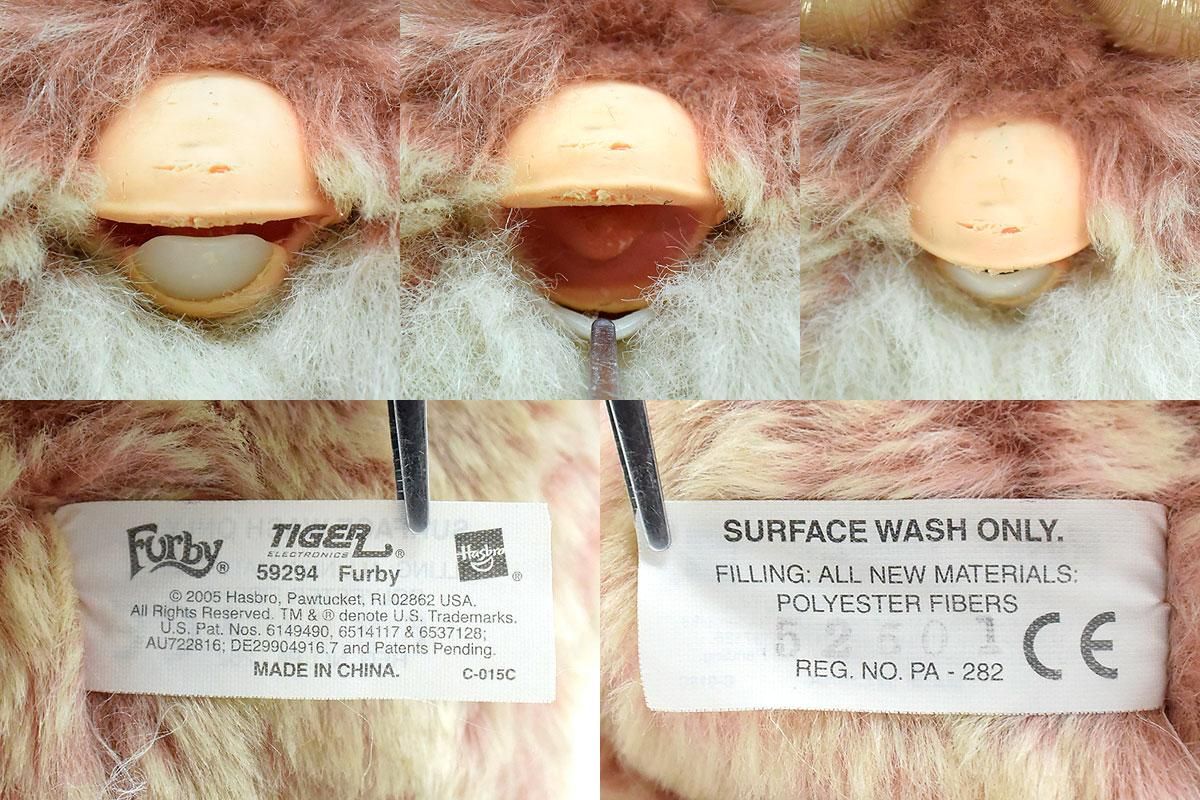 Furby®
TIGER ELECTRONICS®
Hasbro®
59294 Furby
© 2005 Hasbro, Pawtucket, RI 02862 USA.
All Rights Reserved. TM & ® denote U.S. Trademarks.
U.S. Pat. Nos. 6149490, 6514117 & 6537128;
AU722816; DE29904916.7 and Patents Pending.
MADE IN CHINA.
C-015C
SURFACE WASH ONLY.
FILLING: ALL NEW MATERIALS:
POLYESTER FIBERS
CE
REG. NO. PA - 282